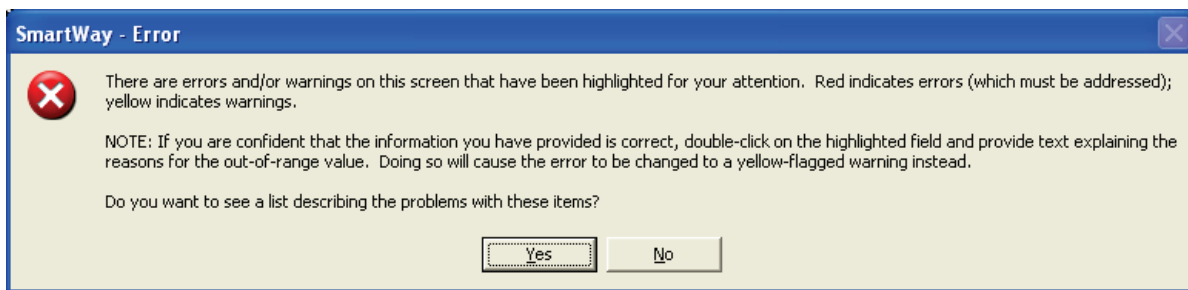 SmartWay - Error
There are errors and/or warnings on this screen that have been highlighted for your attention.  Red indicates errors (which must be addressed);
yellow indicates warnings.
NOTE: If you are confident that the information you have provided is correct, double-click on the highlighted field and provide text explaining the
reasons for the out-of-range value.  Doing so will cause the error to be changed to a yellow-flagged warning instead.
Do you want to see a list describing the problems with these items?
Yes No